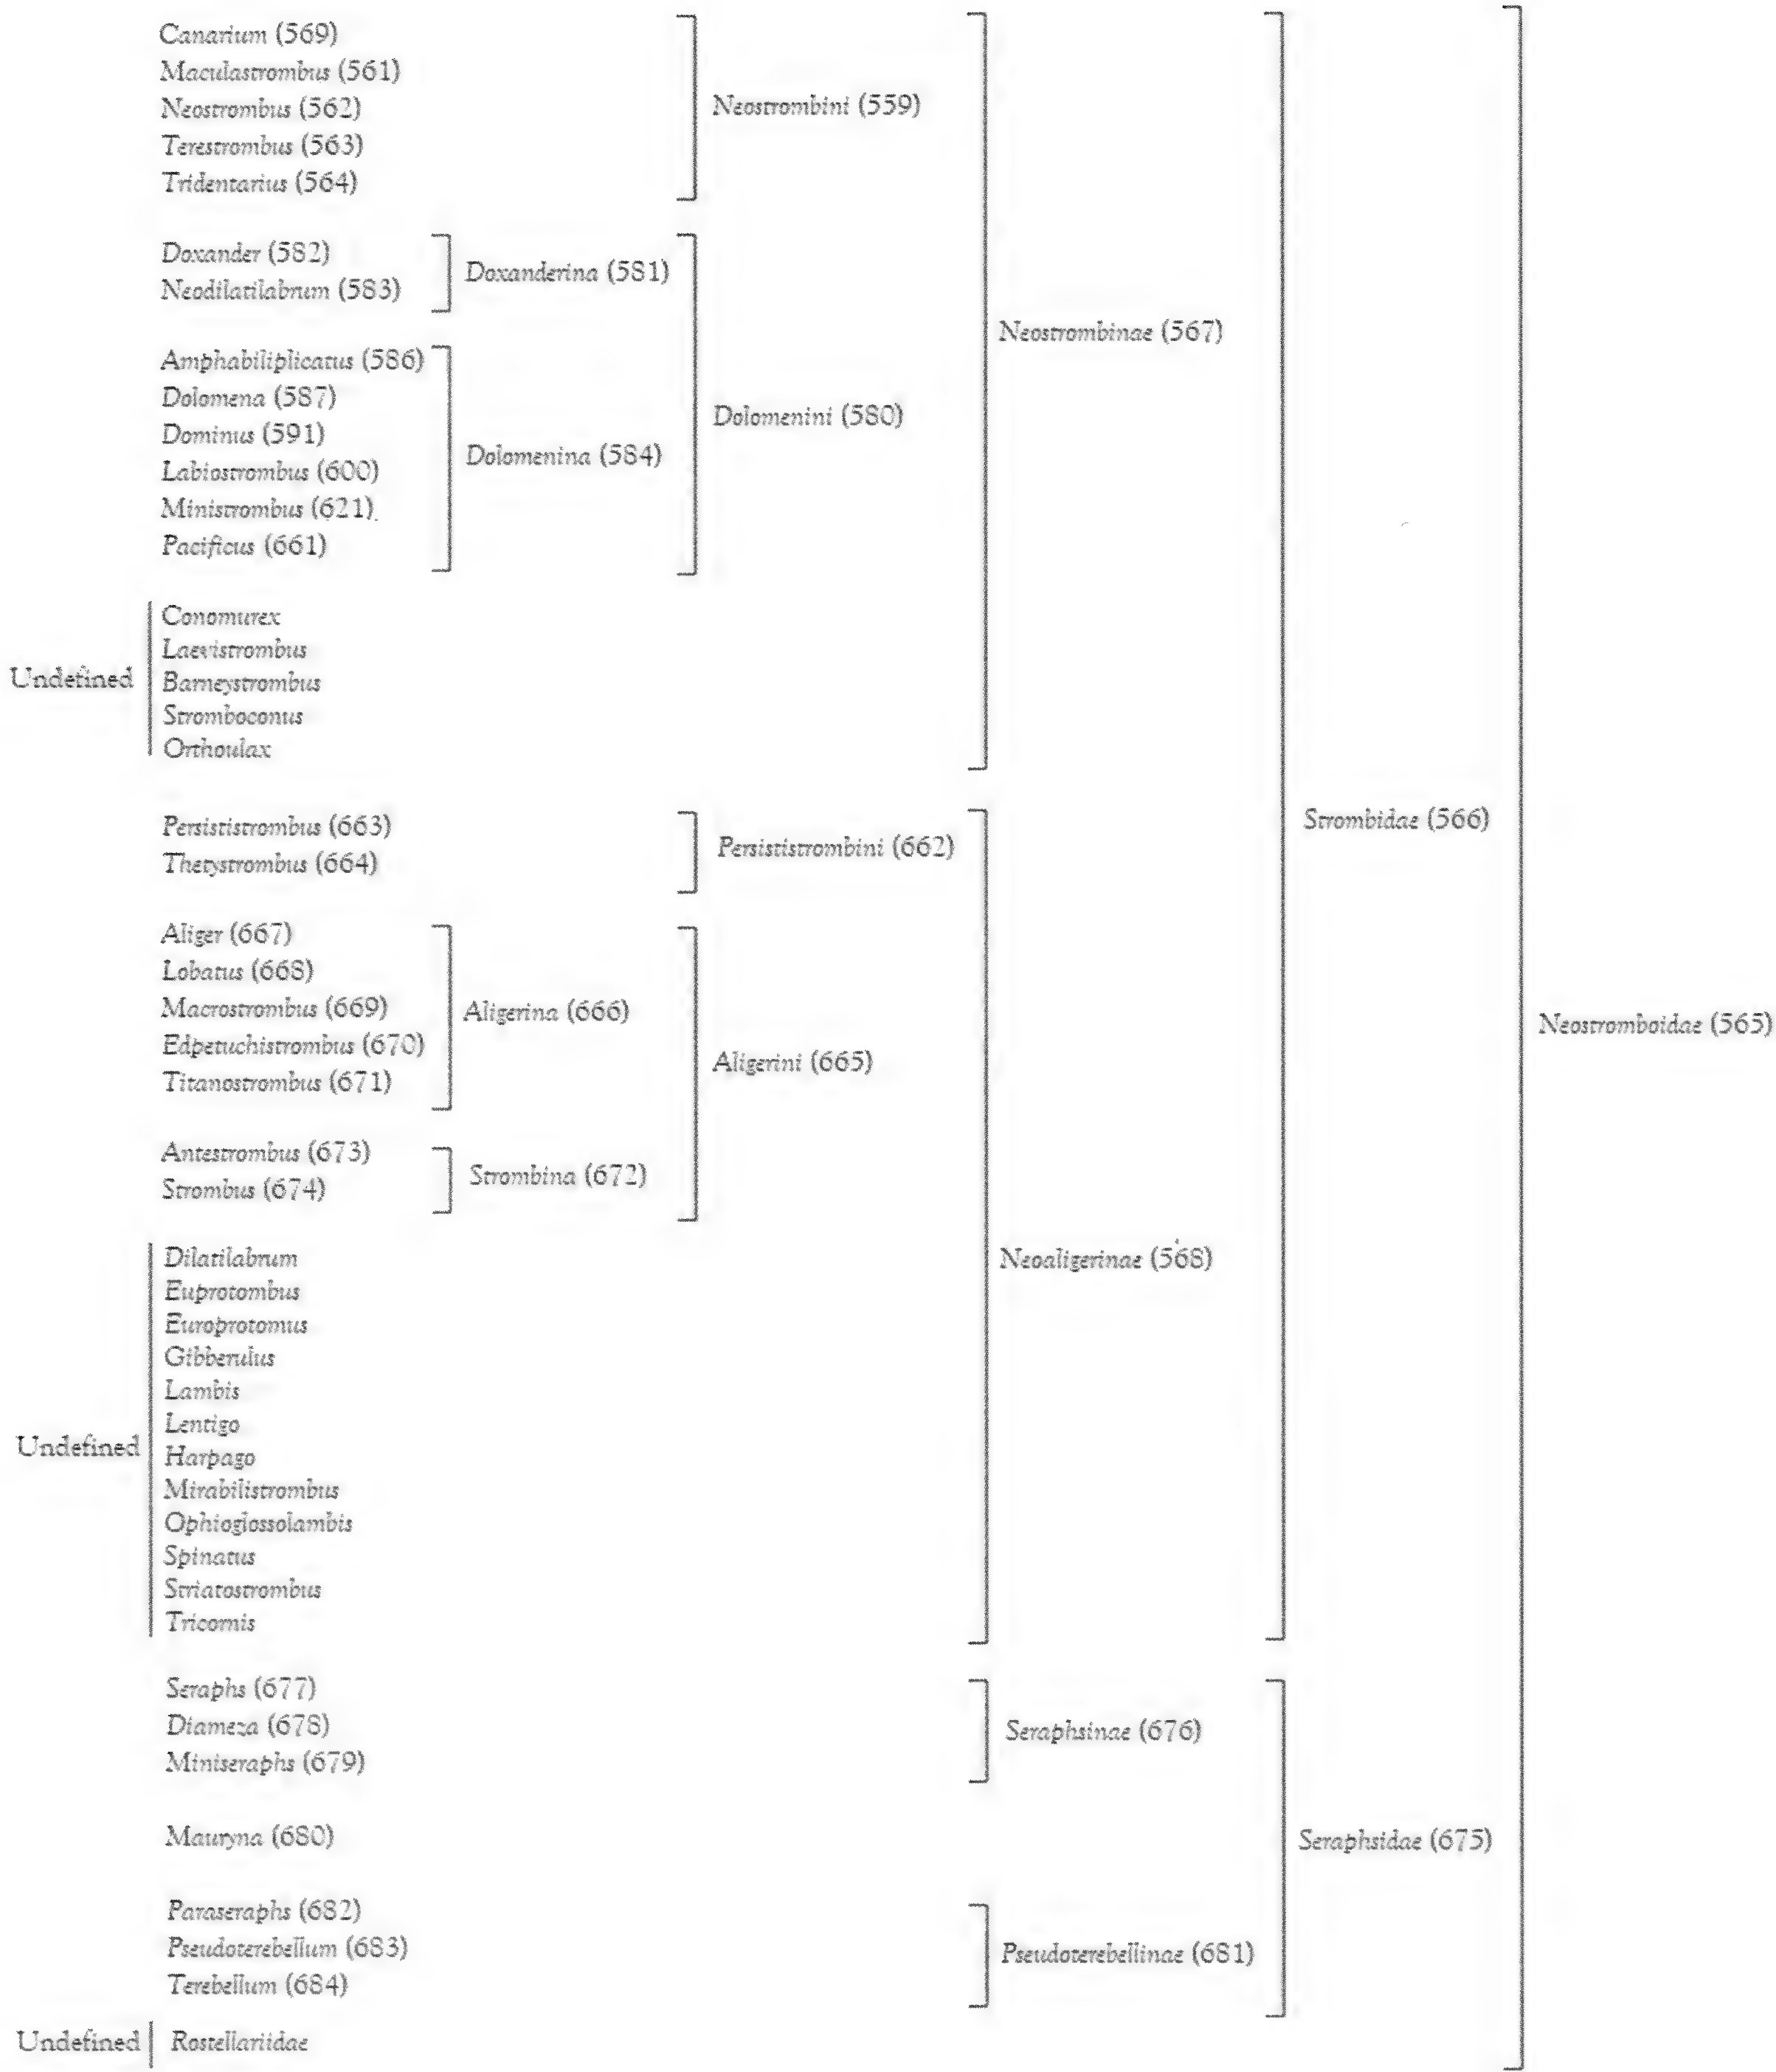 Canarium (569)
Maculastrombus (561)
Neostrombus (562)
Terestrombus (563)
Tridentarius (564)
Neostrombini (559)
Doxander (582)
Neodilatilabrum (583)
Doxanderina (581)
Amphabiliplicatus (586)
Dolomena (587)
Dominus (591)
Labiostrombus (600)
Ministrombus (621)
Pacificus (661)
Dolomenina (584)
Dolomenini (580)
Undefined
Conomurex
Laevistrombus
Barneystrombus
Stromboconus
Orthoulax
Neostrombinae (567)
Persististrombus (663)
Thetystrombus (664)
Persististrombini (662)
Aliger (667)
Lobatus (668)
Macrostrombus (669)
Edpetuchistrombus (670)
Titanostrombus (671)
Aligerina (666)
Antestrombus (673)
Strombus (674)
Strombina (672)
Aligerini (665)
Undefined
Dilatilabrum
Euprotombus
Europrotomus
Gibberulus
Lambis
Lentigo
Harpago
Mirabilistrombus
Ophioglossolambis
Spinatus
Striatostrombus
Tricornis
Neoaligerinae (568)
Strombidae (566)
Seraphs (677)
Diameza (678)
Miniseraphs (679)
Seraphsinae (676)
Mauryna (680)
Paraseraphs (682)
Pseudoterebellum (683)
Terebellum (684)
Pseudoterebellinae (681)
Seraphsidae (675)
Undefined
Rostellariidae
Neostromboidae (565)